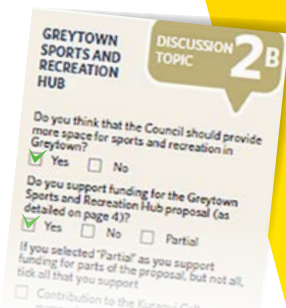 GREYTOWN
SPORTS AND
RECREATION
HUB
DISCUSSION
TOPIC 2B
Do you think that the Council should provide
more space for sports and recreation in
Greytown?
Yes No
Do you support funding for the Greytown
Sports and Recreation Hub proposal (as
detailed on page 4)?
Yes No Partial
If you selected "Partial" as you support
funding for parts of the proposal, but not all,
tick all that you support
Contribution to the